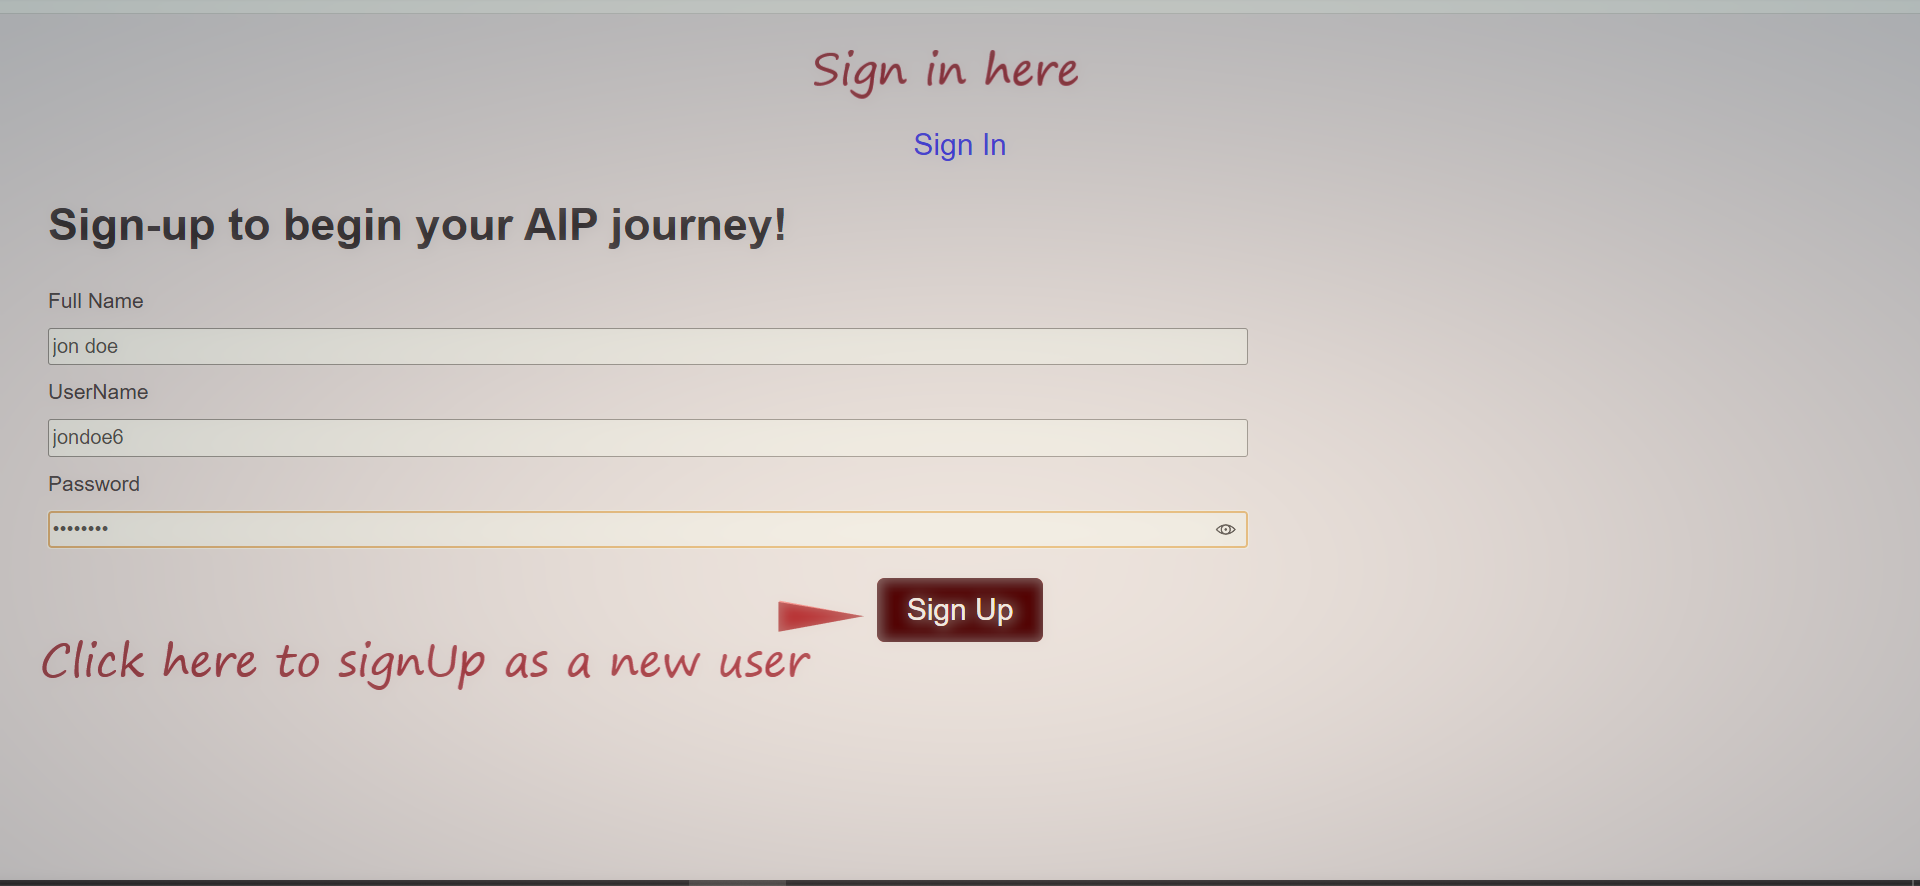 Sign in here
Sign In
Sign-up to begin your AIP journey!
Full Name
jon doe
UserName
jondoe6
Password
••••••••
Sign Up
Click here to signUp as a new user